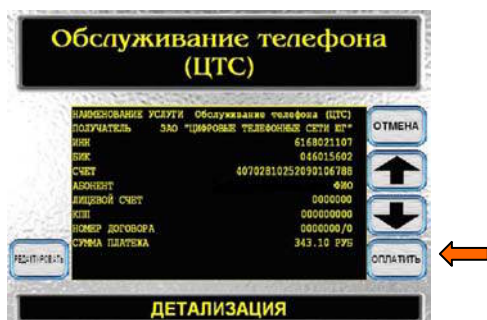 Обслуживание телефона
(ЦТС)
НАИМЕНОВАНИЕ УСЛУГИ Обслуживание телефона (ЦТС)
ПОЛУЧАТЕЛЬ ЗАО "ЦИФРОВЫЕ ТЕЛЕФОННЫЕ СЕТИ ЮГ"
ИНН 6168021107
БИК 046015602
СЧЕТ 40702810252090106788
АБОНЕНТ ФИО
ЛИЦЕВОЙ СЧЕТ 0000000
КПП 000000000
НОМЕР ДОГОВОРА 0000000/0
СУММА ПЛАТЕЖА 343.10 РУБ
ОТМЕНА
РЕДАКТИРОВАТЬ
ОПЛАТИТЬ
ДЕТАЛИЗАЦИЯ